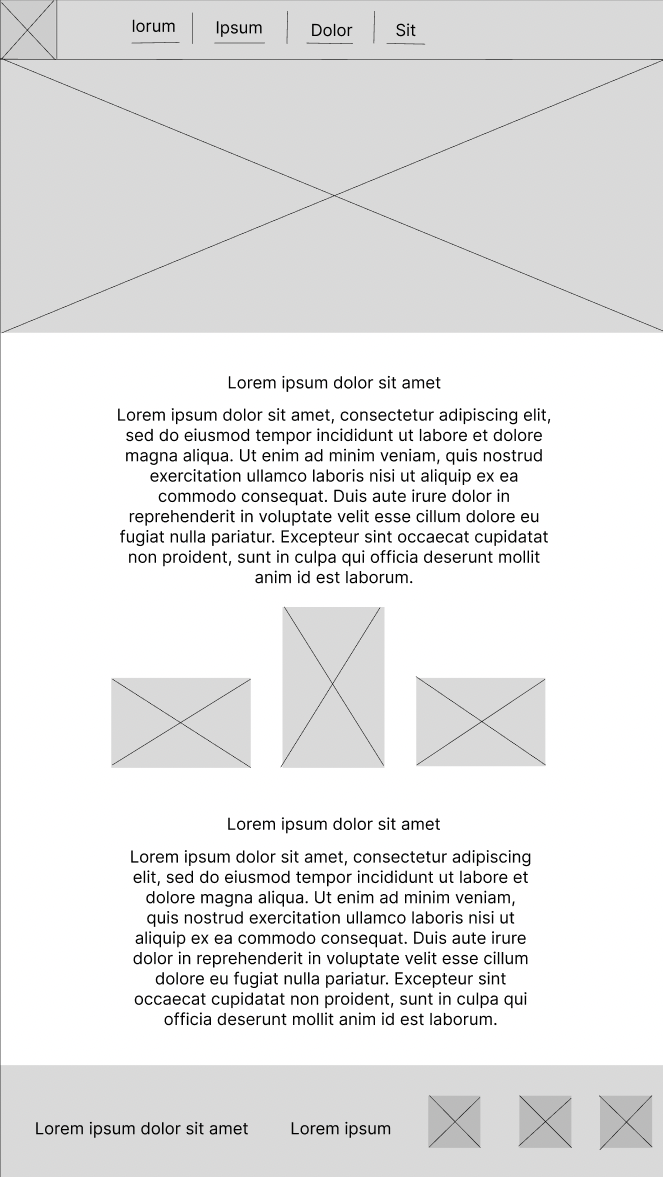 lorum
Ipsum
Dolor
Sit
Lorem ipsum dolor sit amet
Lorem ipsum dolor sit amet, consectetur adipiscing elit,
sed do eiusmod tempor incididunt ut labore et dolore
magna aliqua. Ut enim ad minim veniam, quis nostrud
exercitation ullamco laboris nisi ut aliquip ex ea
commodo consequat. Duis aute irure dolor in
reprehenderit in voluptate velit esse cillum dolore eu
fugiat nulla pariatur. Excepteur sint occaecat cupidatat
non proident, sunt in culpa qui officia deserunt mollit
anim id est laborum.
Lorem ipsum dolor sit amet
Lorem ipsum dolor sit amet, consectetur adipiscing
elit, sed do eiusmod tempor incididunt ut labore et
dolore magna aliqua. Ut enim ad minim veniam,
quis nostrud exercitation ullamco laboris nisi ut
aliquip ex ea commodo consequat. Duis aute irure
dolor in reprehenderit in voluptate velit esse cillum
dolore eu fugiat nulla pariatur. Excepteur sint
occaecat cupidatat non proident, sunt in culpa qui
officia deserunt mollit anim id est laborum.
Lorem ipsum dolor sit amet
Lorem ipsum